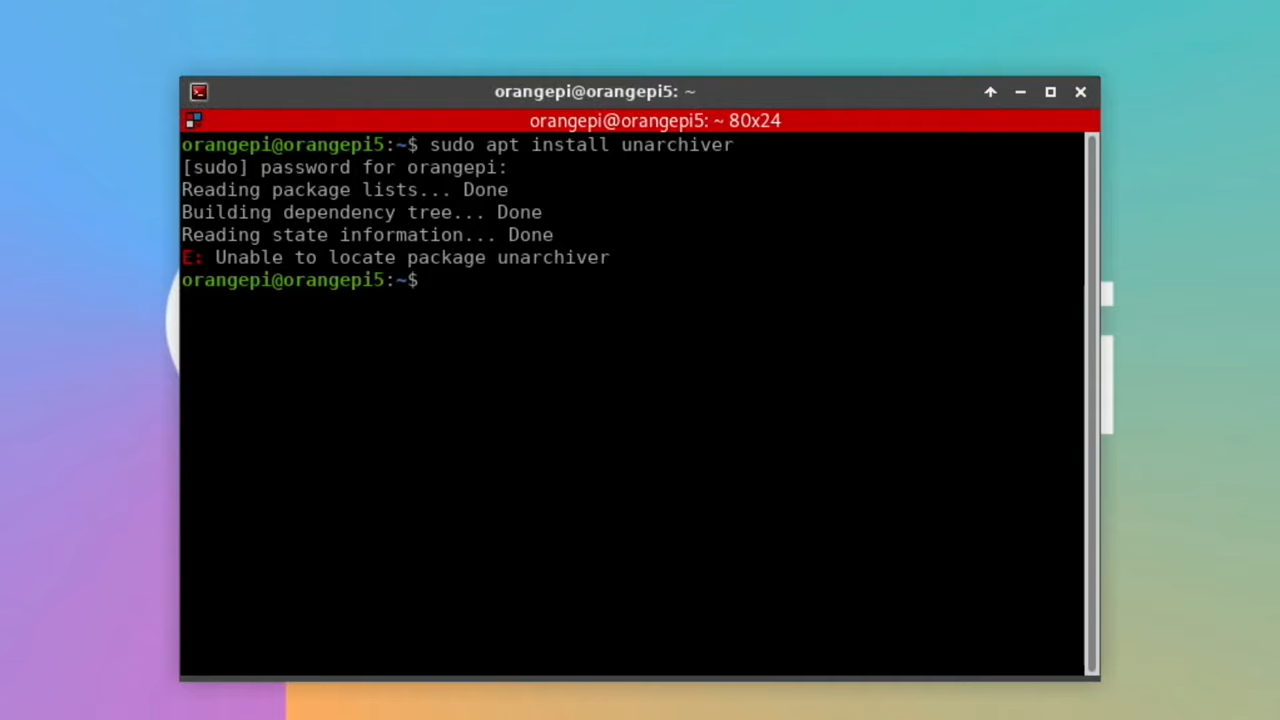 orangepi@orangepi5: ~
orangepi@orangepi5: ~ 80x24
orangepi@orangepi5:~$ sudo apt install unarchiver
[sudo] password for orangepi:
Reading package lists... Done
Building dependency tree... Done
Reading state information... Done
E: Unable to locate package unarchiver
orangepi@orangepi5:~$